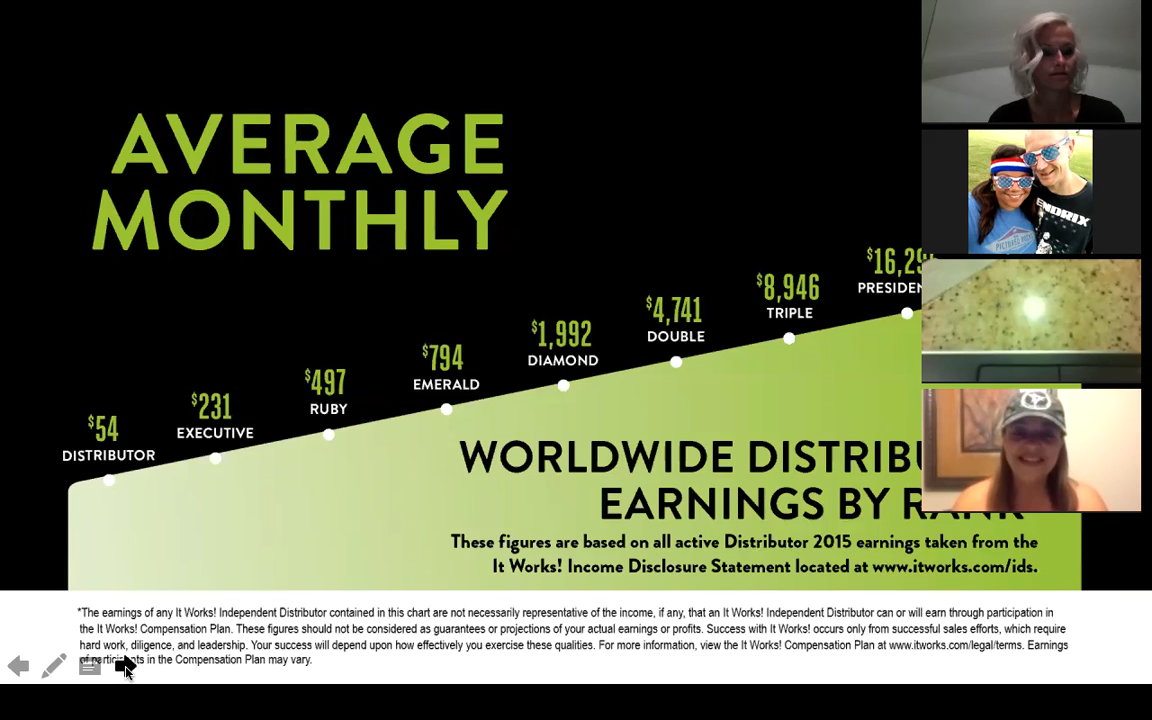 AVERAGE
MONTHLY
$16,29
PRESIDEN
$8,946
TRIPLE
$4,741
DOUBLE
$1,992
DIAMOND
$794
EMERALD
$497
RUBY
$231
EXECUTIVE
$54
DISTRIBUTOR
ENDRIX
WORLDWIDE DISTRIBU
EARNINGS BY RANK
These figures are based on all active Distributor 2015 earnings taken from the
It Works! Income Disclosure Statement located at www.itworks.com/ids.
*The earnings of any It Works! Independent Distributor contained in this chart are not necessarily representative of the income, if any, that an It Works! Independent Distributor can or will earn through participation in
the It Works! Compensation Plan. These figures should not be considered as guarantees or projections of your actual earnings or profits. Success with It Works! occurs only from successful sales efforts, which require
hard work, diligence, and leadership. Your success will depend upon how effectively you exercise these qualities. For more information, view the It Works! Compensation Plan at www.itworks.com/legal/terms. Earnings
of participants in the Compensation Plan may vary.